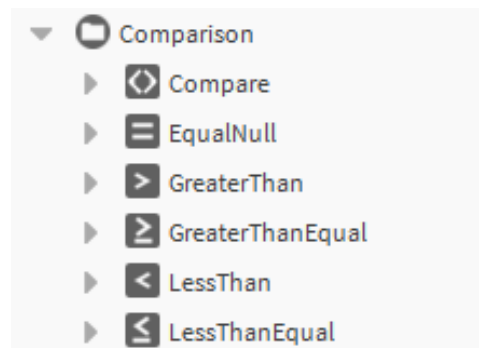 Comparison
Compare
EqualNull
GreaterThan
GreaterThanEqual
LessThan
LessThanEqual